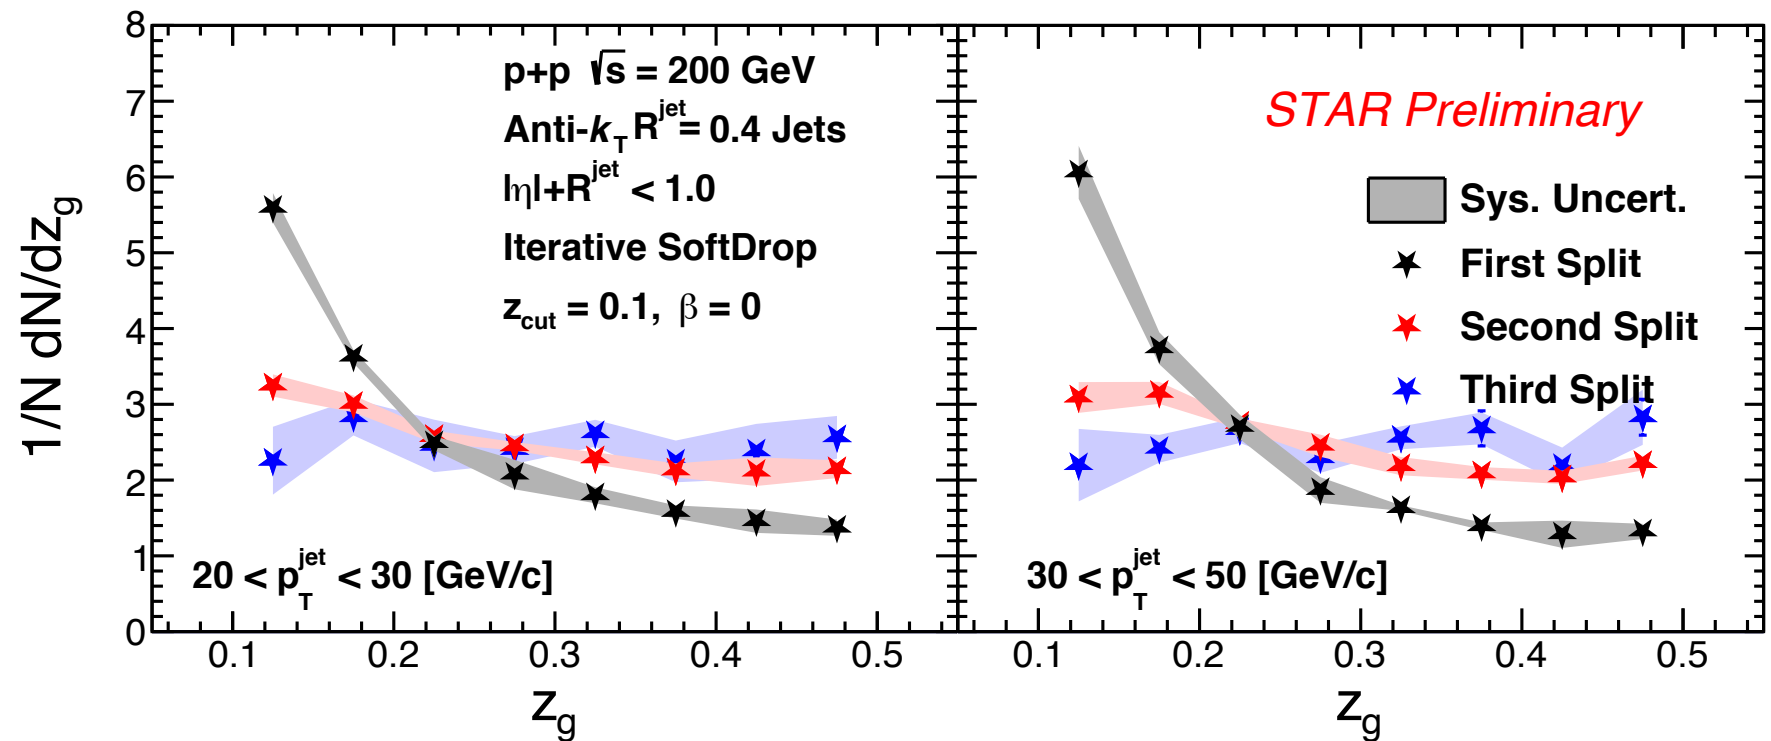 8
7
6
5
4
3
2
1
0
1/N dN/dz_g
p+p √s = 200 GeV
Anti-k_T R^jet = 0.4 Jets
|η|+R^jet < 1.0
Iterative SoftDrop
z_cut = 0.1, β = 0
20 < p_T^jet < 30 [GeV/c]
0.1 0.2 0.3 0.4 0.5
z_g
STAR Preliminary
Sys. Uncert.
First Split
Second Split
Third Split
30 < p_T^jet < 50 [GeV/c]
0.1 0.2 0.3 0.4 0.5
z_g